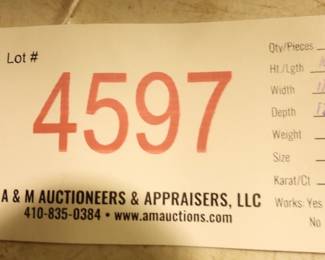 Lot #
4597
A & M AUCTIONEERS & APPRAISERS, LLC
410-835-0384 • www.amauctions.com
Qty/Pieces
Ht./Lgth
Width
Depth
Weight
Size
Karat/Ct
Works: Yes
No